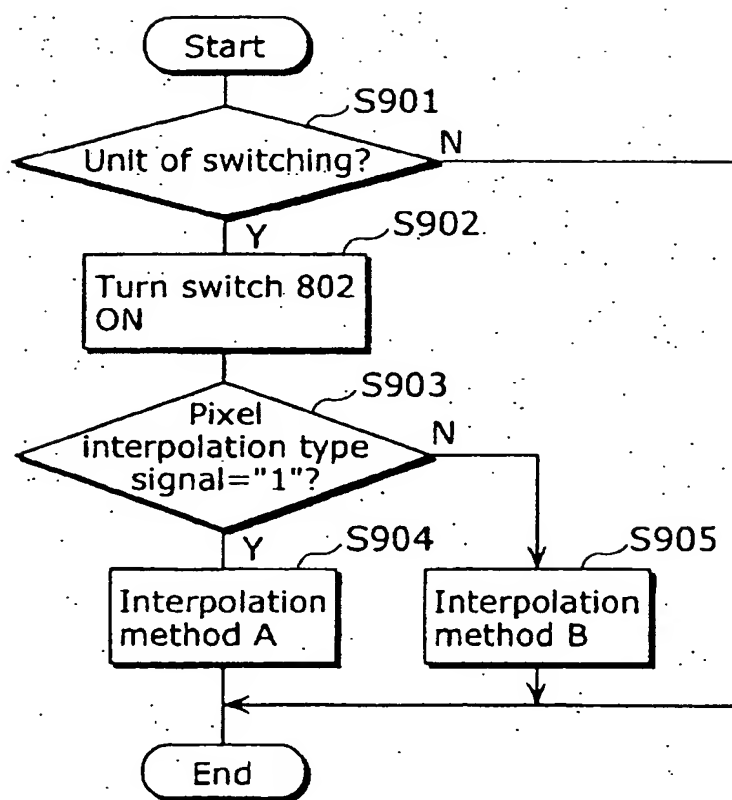 Start
S901
Unit of switching?
N
Y
S902
Turn switch 802
ON
S903
Pixel
interpolation type
signal="1"?
N
Y
S904
S905
Interpolation
method A
Interpolation
method B
End